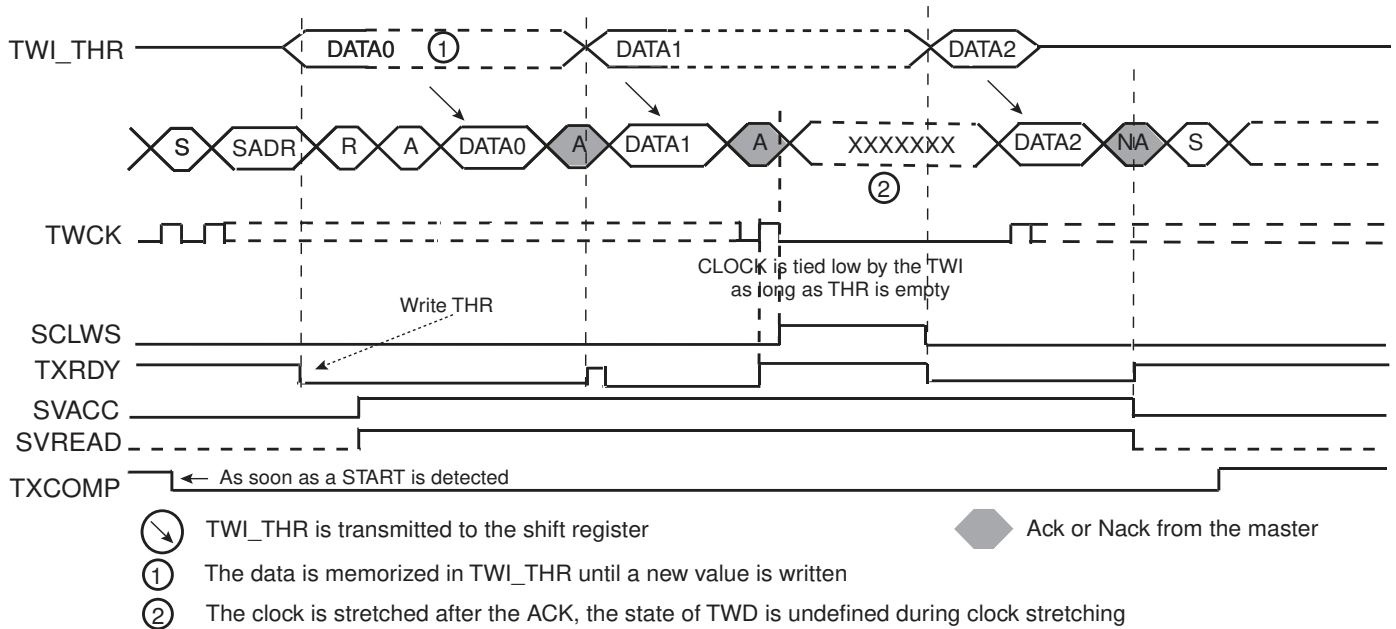 TWI_THR DATA0 1 DATA1 DATA2
S SADR R A DATA0 A DATA1 A XXXXXXX DATA2 NA S
2
TWCK
CLOCK is tied low by the TWI
as long as THR is empty
Write THR
SCLWS
TXRDY
SVACC
SVREAD
TXCOMP As soon as a START is detected
TWI_THR is transmitted to the shift register Ack or Nack from the master
1 The data is memorized in TWI_THR until a new value is written
2 The clock is stretched after the ACK, the state of TWD is undefined during clock stretching